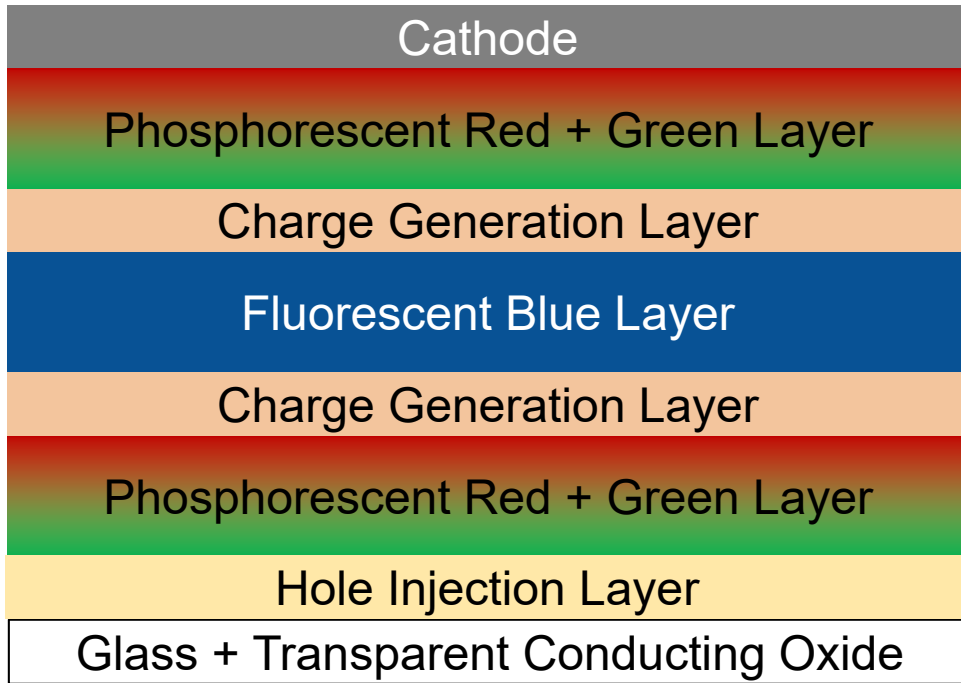 Cathode
Phosphorescent Red + Green Layer
Charge Generation Layer
Fluorescent Blue Layer
Charge Generation Layer
Phosphorescent Red + Green Layer
Hole Injection Layer
Glass + Transparent Conducting Oxide